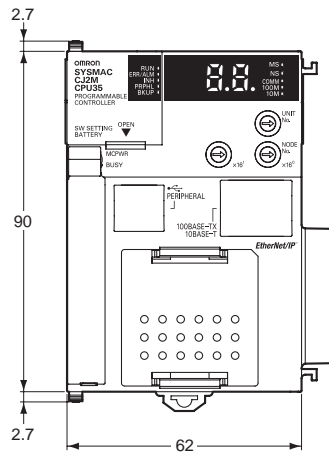 2.7
omron
SYSMAC
CJ2M
CPU35
PROGRAMMABLE
CONTROLLER
RUN
ERR/ALM
INH
PRPHL
BKUP
8.8.
MS
NS
COMM
100M
10M
SW SETTING
BATTERY
OPEN
UNIT
No.
MCPWR
BUSY
×16¹
NODE
No.
×16⁰
PERIPHERAL
100BASE-TX
10BASE-T
EtherNet/IP
90
2.7
62